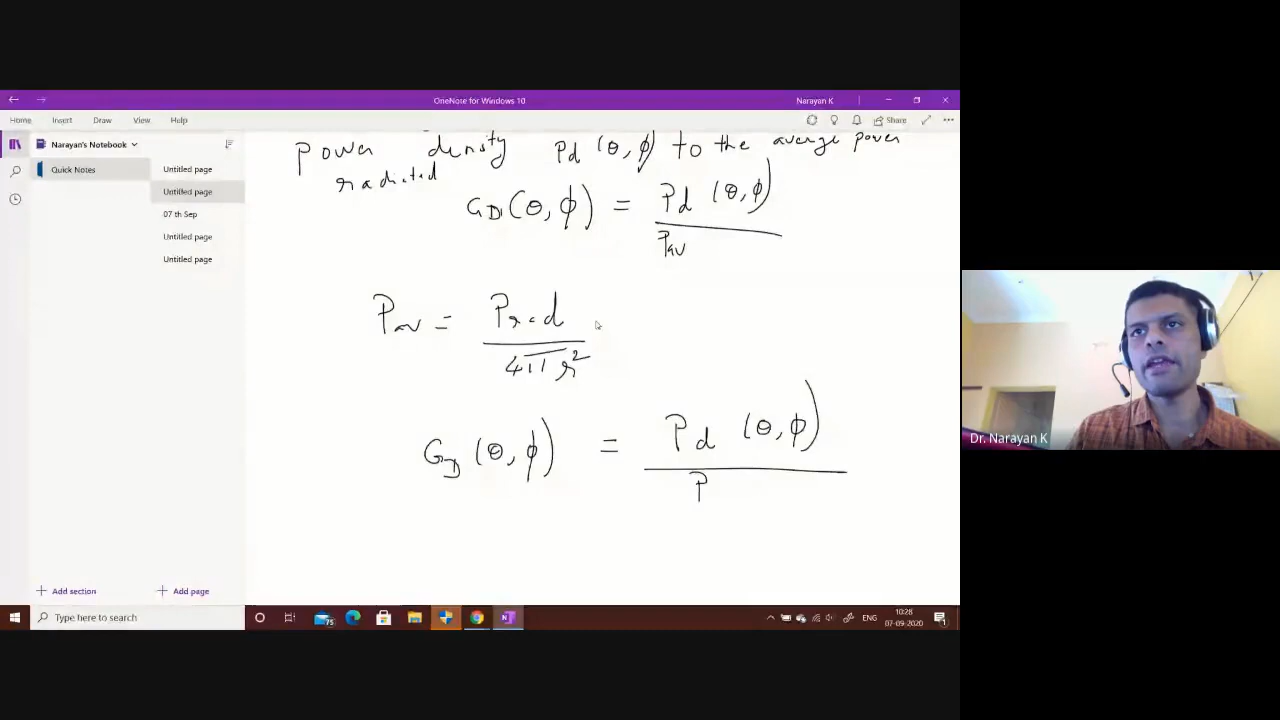 OneNote for Windows 10
Narayan K
Home Insert Draw View Help
Share
Narayan's Notebook
Quick Notes
Untitled page
Untitled page
07 th Sep
Untitled page
Untitled page
power density Pd (θ,ϕ) to the average power
radiated
GD(θ,ϕ) = Pd (θ,ϕ)
Pav
Pav = Prad
4πr²
GD (θ,ϕ) = Pd (θ,ϕ)
P
Dr. Narayan K
Add section
Add page
Type here to search
75
ENG
10:28
07-09-2020